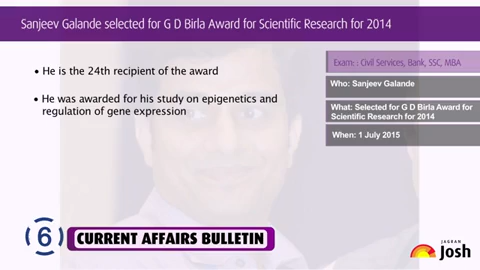 Sanjeev Galande selected for G D Birla Award for Scientific Research for 2014
• He is the 24th recipient of the award
• He was awarded for his study on epigenetics and
regulation of gene expression
Exam: : Civil Services, Bank, SSC, MBA
Who: Sanjeev Galande
What: Selected for G D Birla Award for
Scientific Research for 2014
When: 1 July 2015
6 CURRENT AFFAIRS BULLETIN
JAGRAN
Josh